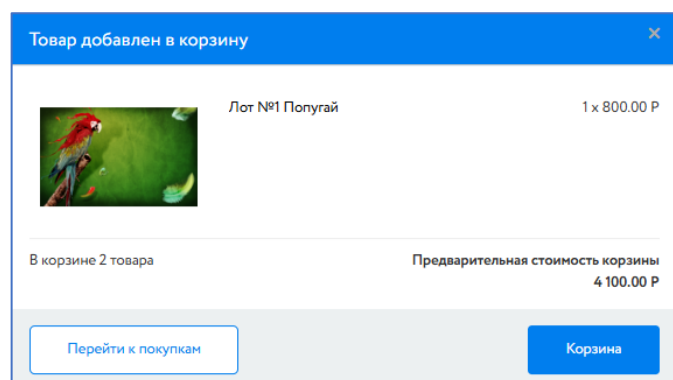 Товар добавлен в корзину
Лот №1 Попугай
1 x 800.00 Р
В корзине 2 товара
Предварительная стоимость корзины
4 100.00 Р
Перейти к покупкам
Корзина